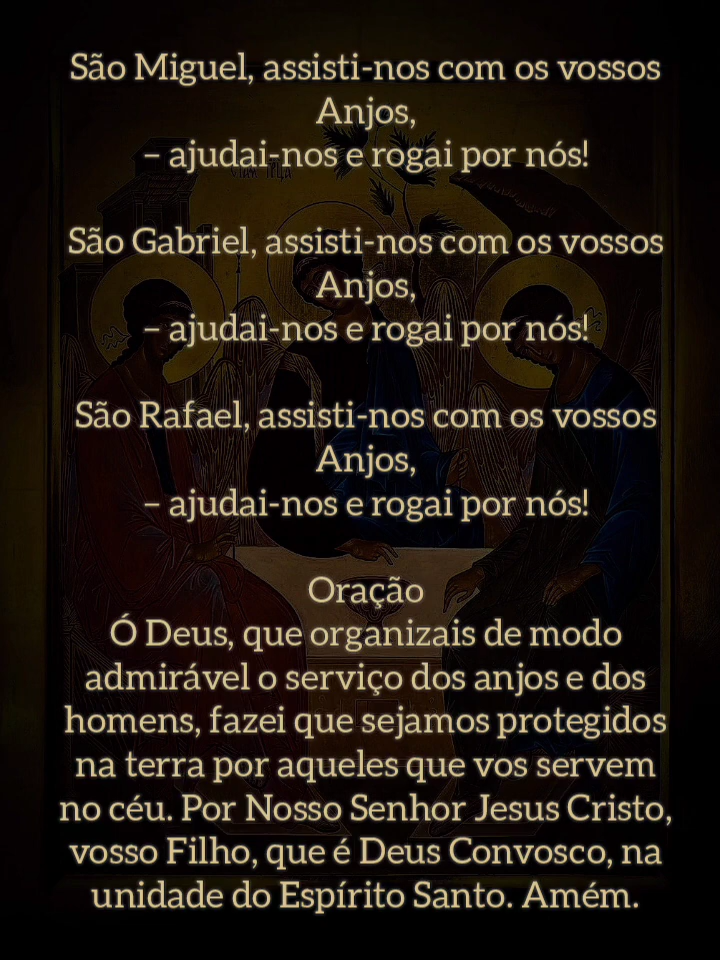 São Miguel, assisti-nos com os vossos
Anjos,
– ajudai-nos e rogai por nós!
São Gabriel, assisti-nos com os vossos
Anjos,
– ajudai-nos e rogai por nós!
São Rafael, assisti-nos com os vossos
Anjos,
– ajudai-nos e rogai por nós!
Oração
Ó Deus, que organizais de modo
admirável o serviço dos anjos e dos
homens, fazei que sejamos protegidos
na terra por aqueles que vos servem
no céu. Por Nosso Senhor Jesus Cristo,
vosso Filho, que é Deus Convosco, na
unidade do Espírito Santo. Amém.